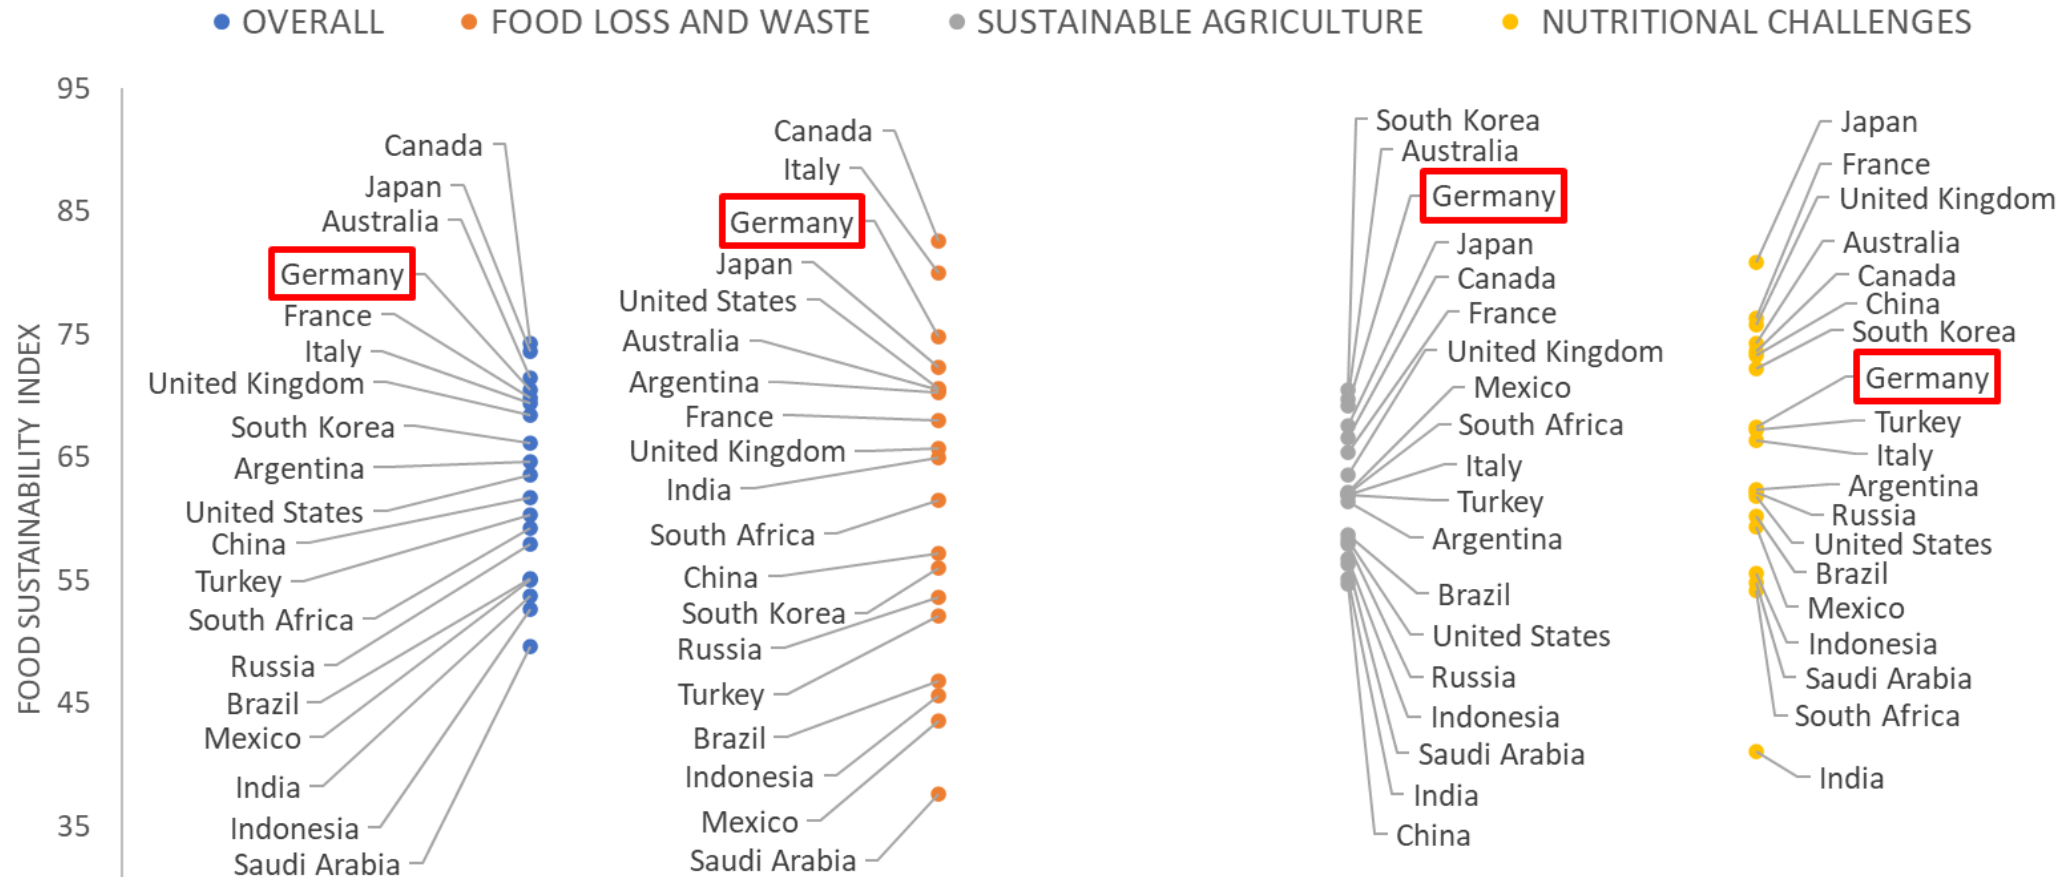 OVERALL
FOOD LOSS AND WASTE
SUSTAINABLE AGRICULTURE
NUTRITIONAL CHALLENGES
FOOD SUSTAINABILITY INDEX
95
85
75
65
55
45
35
Canada
Japan
Australia
Germany
France
Italy
United Kingdom
South Korea
Argentina
United States
China
Turkey
South Africa
Russia
Brazil
Mexico
India
Indonesia
Saudi Arabia
Canada
Italy
Germany
Japan
United States
Australia
Argentina
France
United Kingdom
India
South Africa
China
South Korea
Russia
Turkey
Brazil
Indonesia
Mexico
Saudi Arabia
South Korea
Australia
Germany
Japan
Canada
France
United Kingdom
Mexico
South Africa
Italy
Turkey
Argentina
Brazil
United States
Russia
Indonesia
Saudi Arabia
India
China
Japan
France
United Kingdom
Australia
Canada
China
South Korea
Germany
Turkey
Italy
Argentina
Russia
United States
Brazil
Mexico
Indonesia
Saudi Arabia
South Africa
India